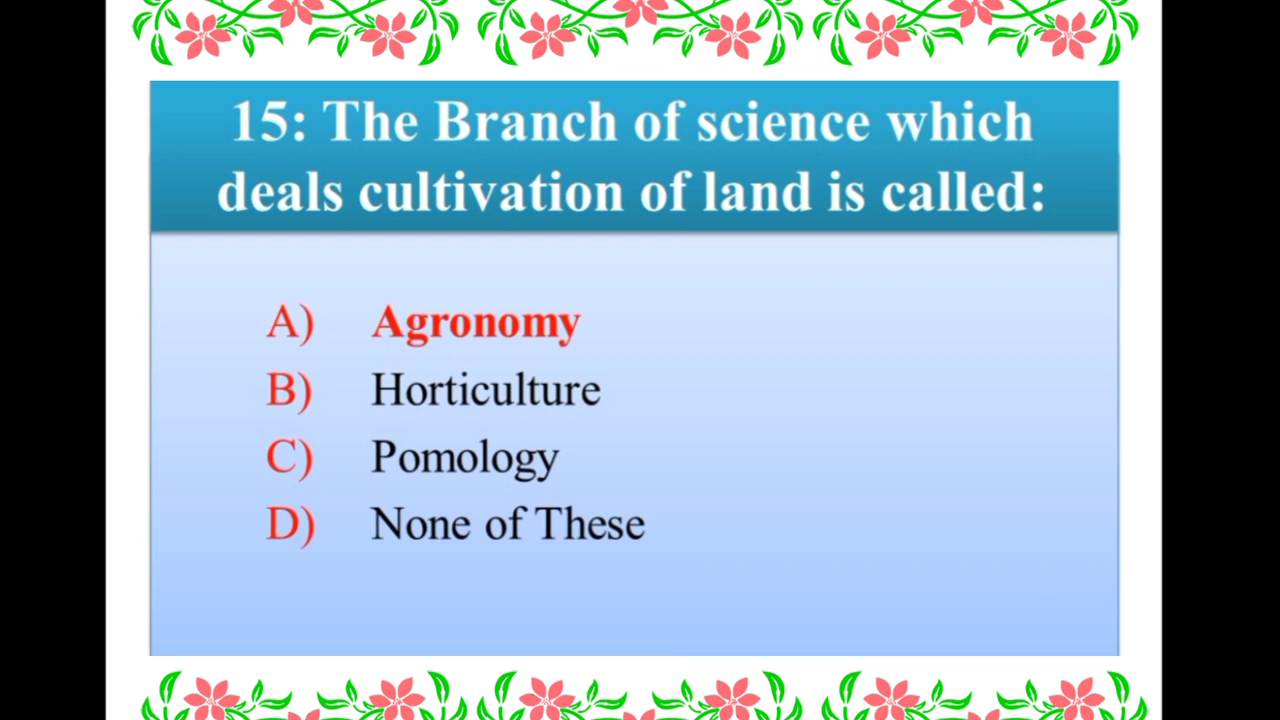 15: The Branch of science which
deals cultivation of land is called:
A) Agronomy
B) Horticulture
C) Pomology
D) None of These